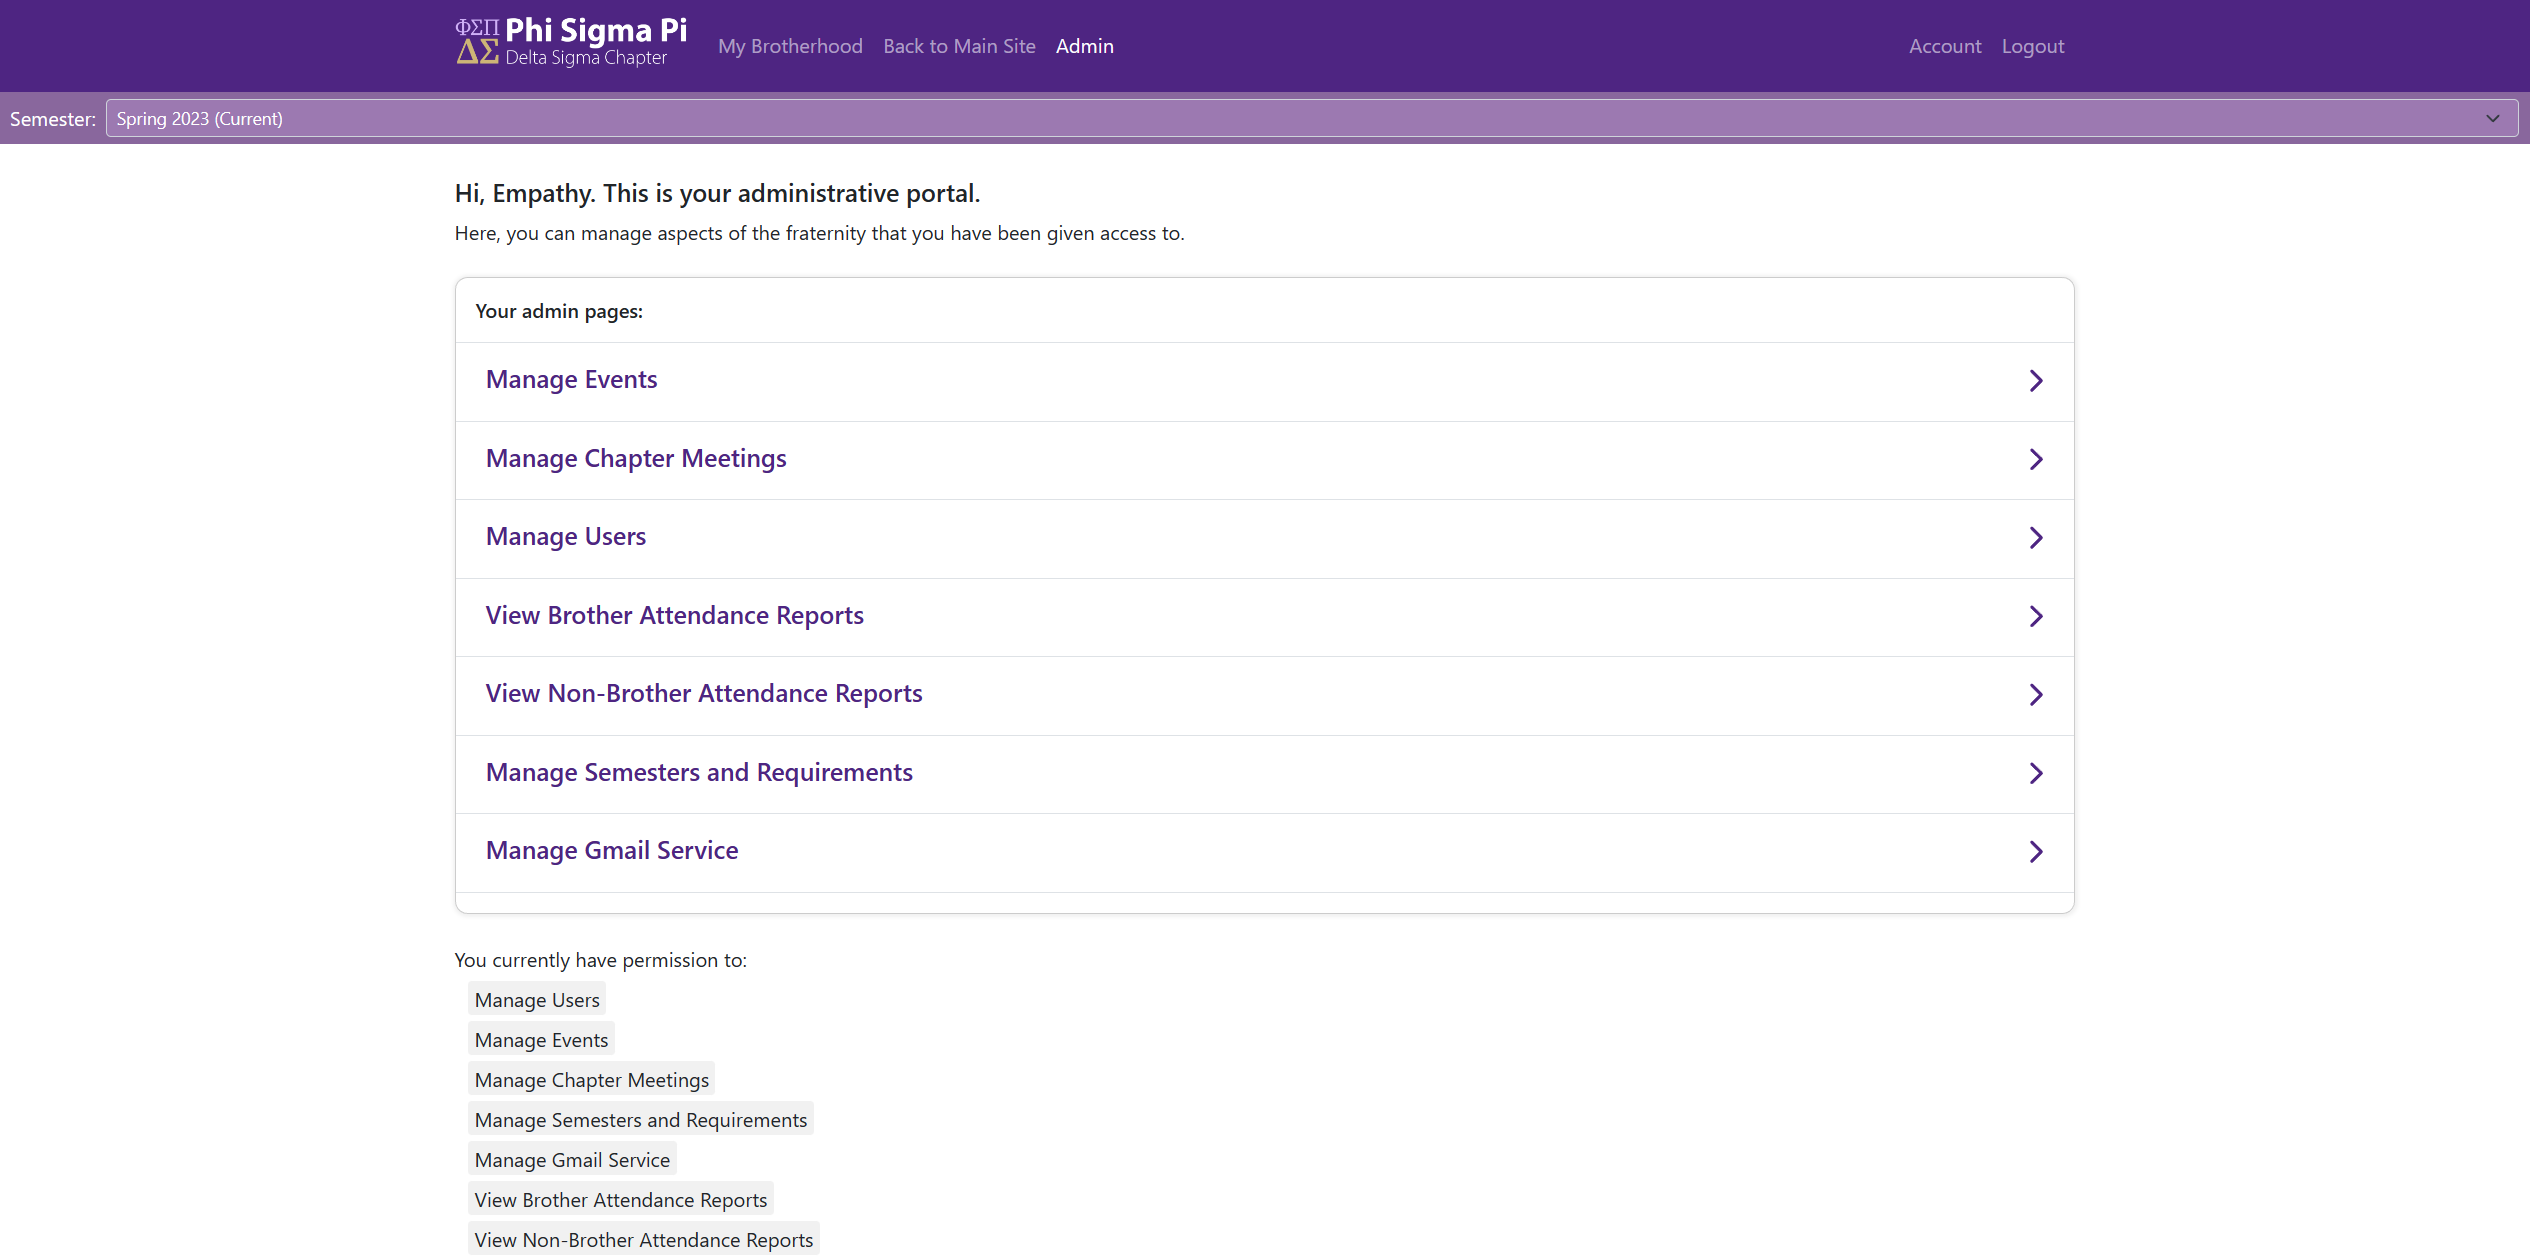 ΦΣΠ Phi Sigma Pi
ΔΣ Delta Sigma Chapter
My Brotherhood Back to Main Site Admin Account Logout
Semester: Spring 2023 (Current)
Hi, Empathy. This is your administrative portal.
Here, you can manage aspects of the fraternity that you have been given access to.
Your admin pages:
Manage Events
Manage Chapter Meetings
Manage Users
View Brother Attendance Reports
View Non-Brother Attendance Reports
Manage Semesters and Requirements
Manage Gmail Service
You currently have permission to:
Manage Users
Manage Events
Manage Chapter Meetings
Manage Semesters and Requirements
Manage Gmail Service
View Brother Attendance Reports
View Non-Brother Attendance Reports